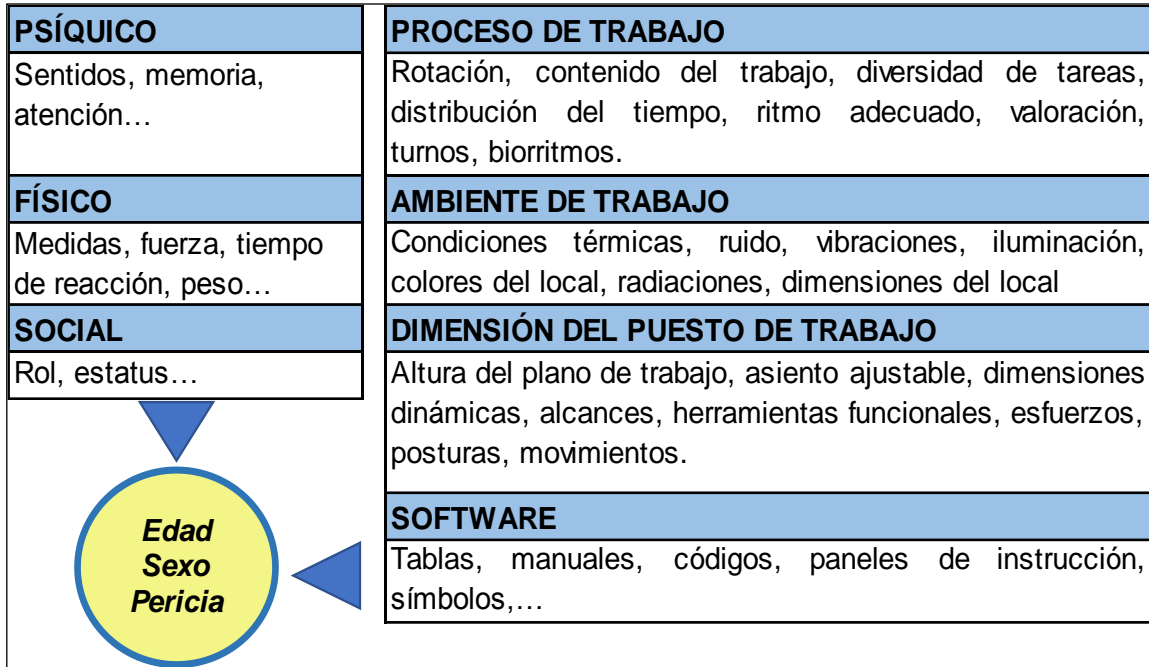 PSÍQUICO
Sentidos, memoria,
atención…
FÍSICO
Medidas, fuerza, tiempo
de reacción, peso…
SOCIAL
Rol, estatus…
Edad
Sexo
Pericia
PROCESO DE TRABAJO
Rotación, contenido del trabajo, diversidad de tareas,
distribución del tiempo, ritmo adecuado, valoración,
turnos, biorritmos.
AMBIENTE DE TRABAJO
Condiciones térmicas, ruido, vibraciones, iluminación,
colores del local, radiaciones, dimensiones del local
DIMENSIÓN DEL PUESTO DE TRABAJO
Altura del plano de trabajo, asiento ajustable, dimensiones
dinámicas, alcances, herramientas funcionales, esfuerzos,
posturas, movimientos.
SOFTWARE
Tablas, manuales, códigos, paneles de instrucción,
símbolos,…